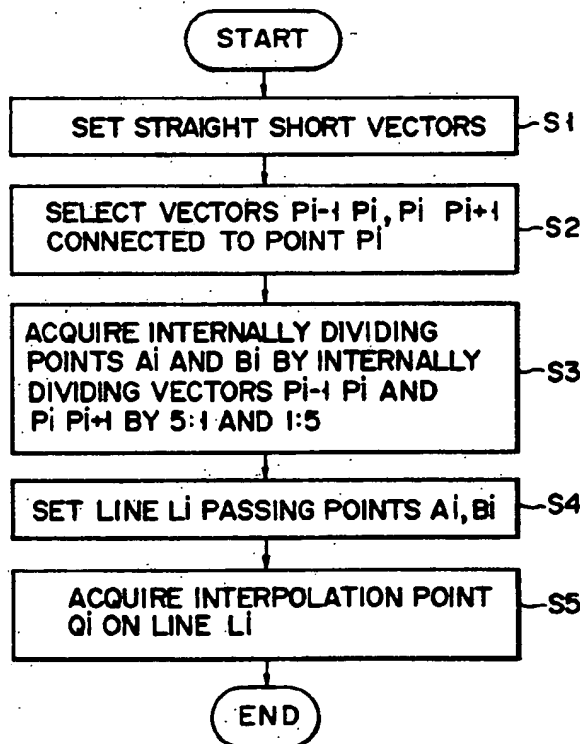 START
SET STRAIGHT SHORT VECTORS
S1
SELECT VECTORS Pi-1 Pi, Pi Pi+1
CONNECTED TO POINT Pi
S2
ACQUIRE INTERNALLY DIVIDING
POINTS Ai AND Bi BY INTERNALLY
DIVIDING VECTORS Pi-1 Pi AND
Pi Pi+1 BY 5:1 AND 1:5
S3
SET LINE Li PASSING POINTS Ai, Bi
S4
ACQUIRE INTERPOLATION POINT
Qi ON LINE Li
S5
END